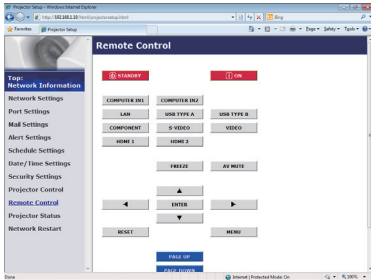 Projector Setup - Windows Internet Explorer
http://192.168.1.10/html/projectorsetup.html
Bing
Favorites
Projector Setup
Page
Safety
Tools
Remote Control
STANDBY
ON
Top:
Network Information
Network Settings
Port Settings
Mail Settings
Alert Settings
Schedule Settings
Date/Time Settings
Security Settings
Projector Control
Remote Control
Projector Status
Network Restart
COMPUTER IN1
COMPUTER IN2
LAN
USB TYPE A
USB TYPE B
COMPONENT
S-VIDEO
VIDEO
HDMI 1
HDMI 2
FREEZE
AV MUTE
ENTER
RESET
MENU
PAGE UP
PAGE DOWN
Done
Internet | Protected Mode: On
100%